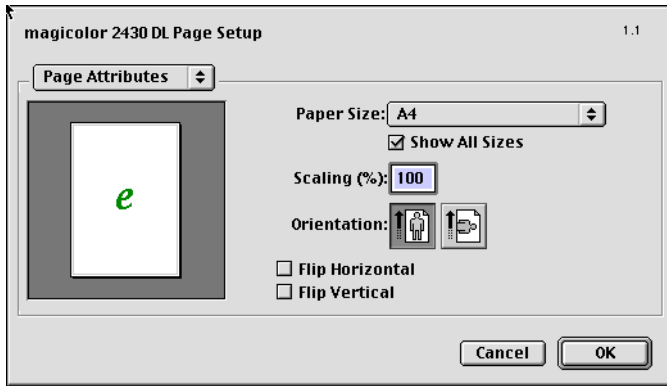 magicolor 2430 DL Page Setup 1.1
Page Attributes
Paper Size: A4
Show All Sizes
Scaling (%): 100
e
Orientation:
Flip Horizontal
Flip Vertical
Cancel OK